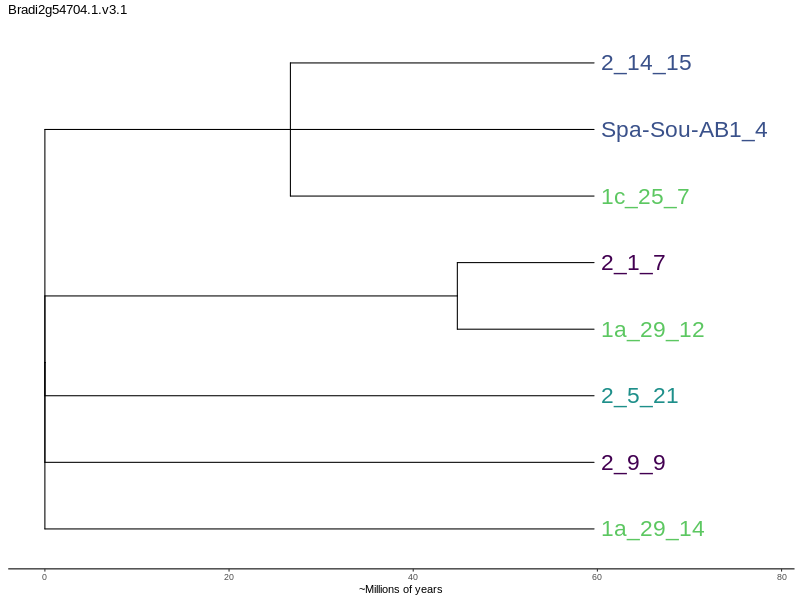 Bradi2g54704.1.v3.1
2_14_15
Spa-Sou-AB1_4
1c_25_7
2_1_7
1a_29_12
2_5_21
2_9_9
1a_29_14
0 20 40 60 80
~Millions of years